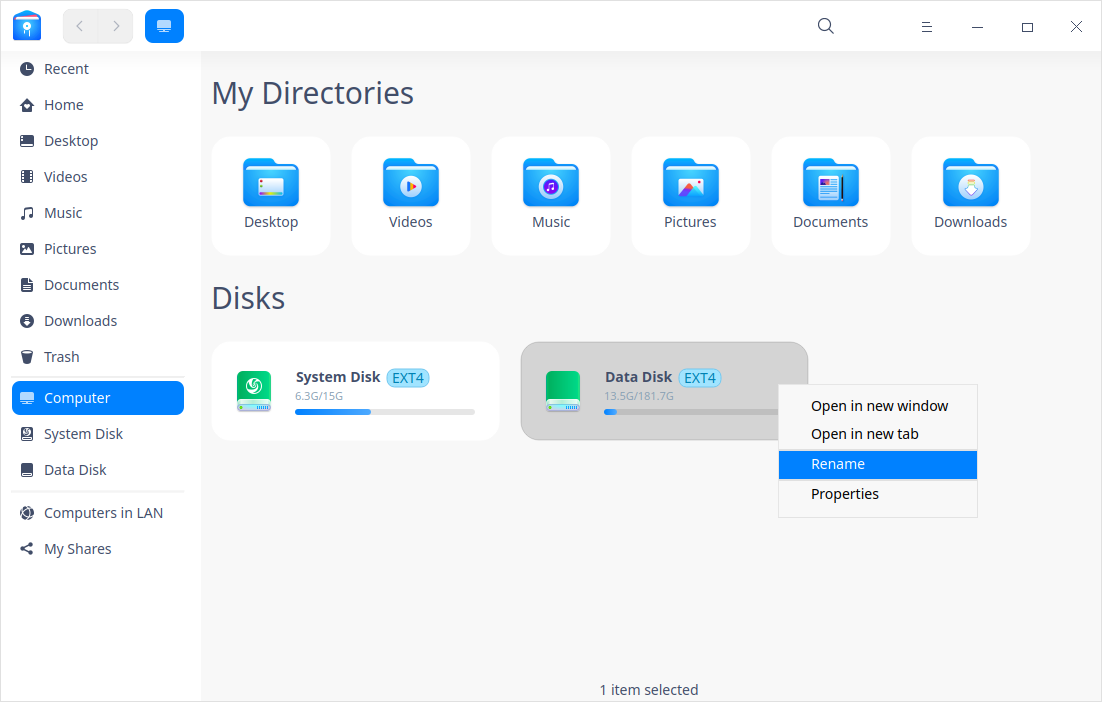 Recent
Home
Desktop
Videos
Music
Pictures
Documents
Downloads
Trash
Computer
System Disk
Data Disk
Computers in LAN
My Shares
My Directories
Desktop
Videos
Music
Pictures
Documents
Downloads
Disks
System Disk EXT4
6.3G/15G
Data Disk EXT4
13.5G/181.7G
Open in new window
Open in new tab
Rename
Properties
1 item selected